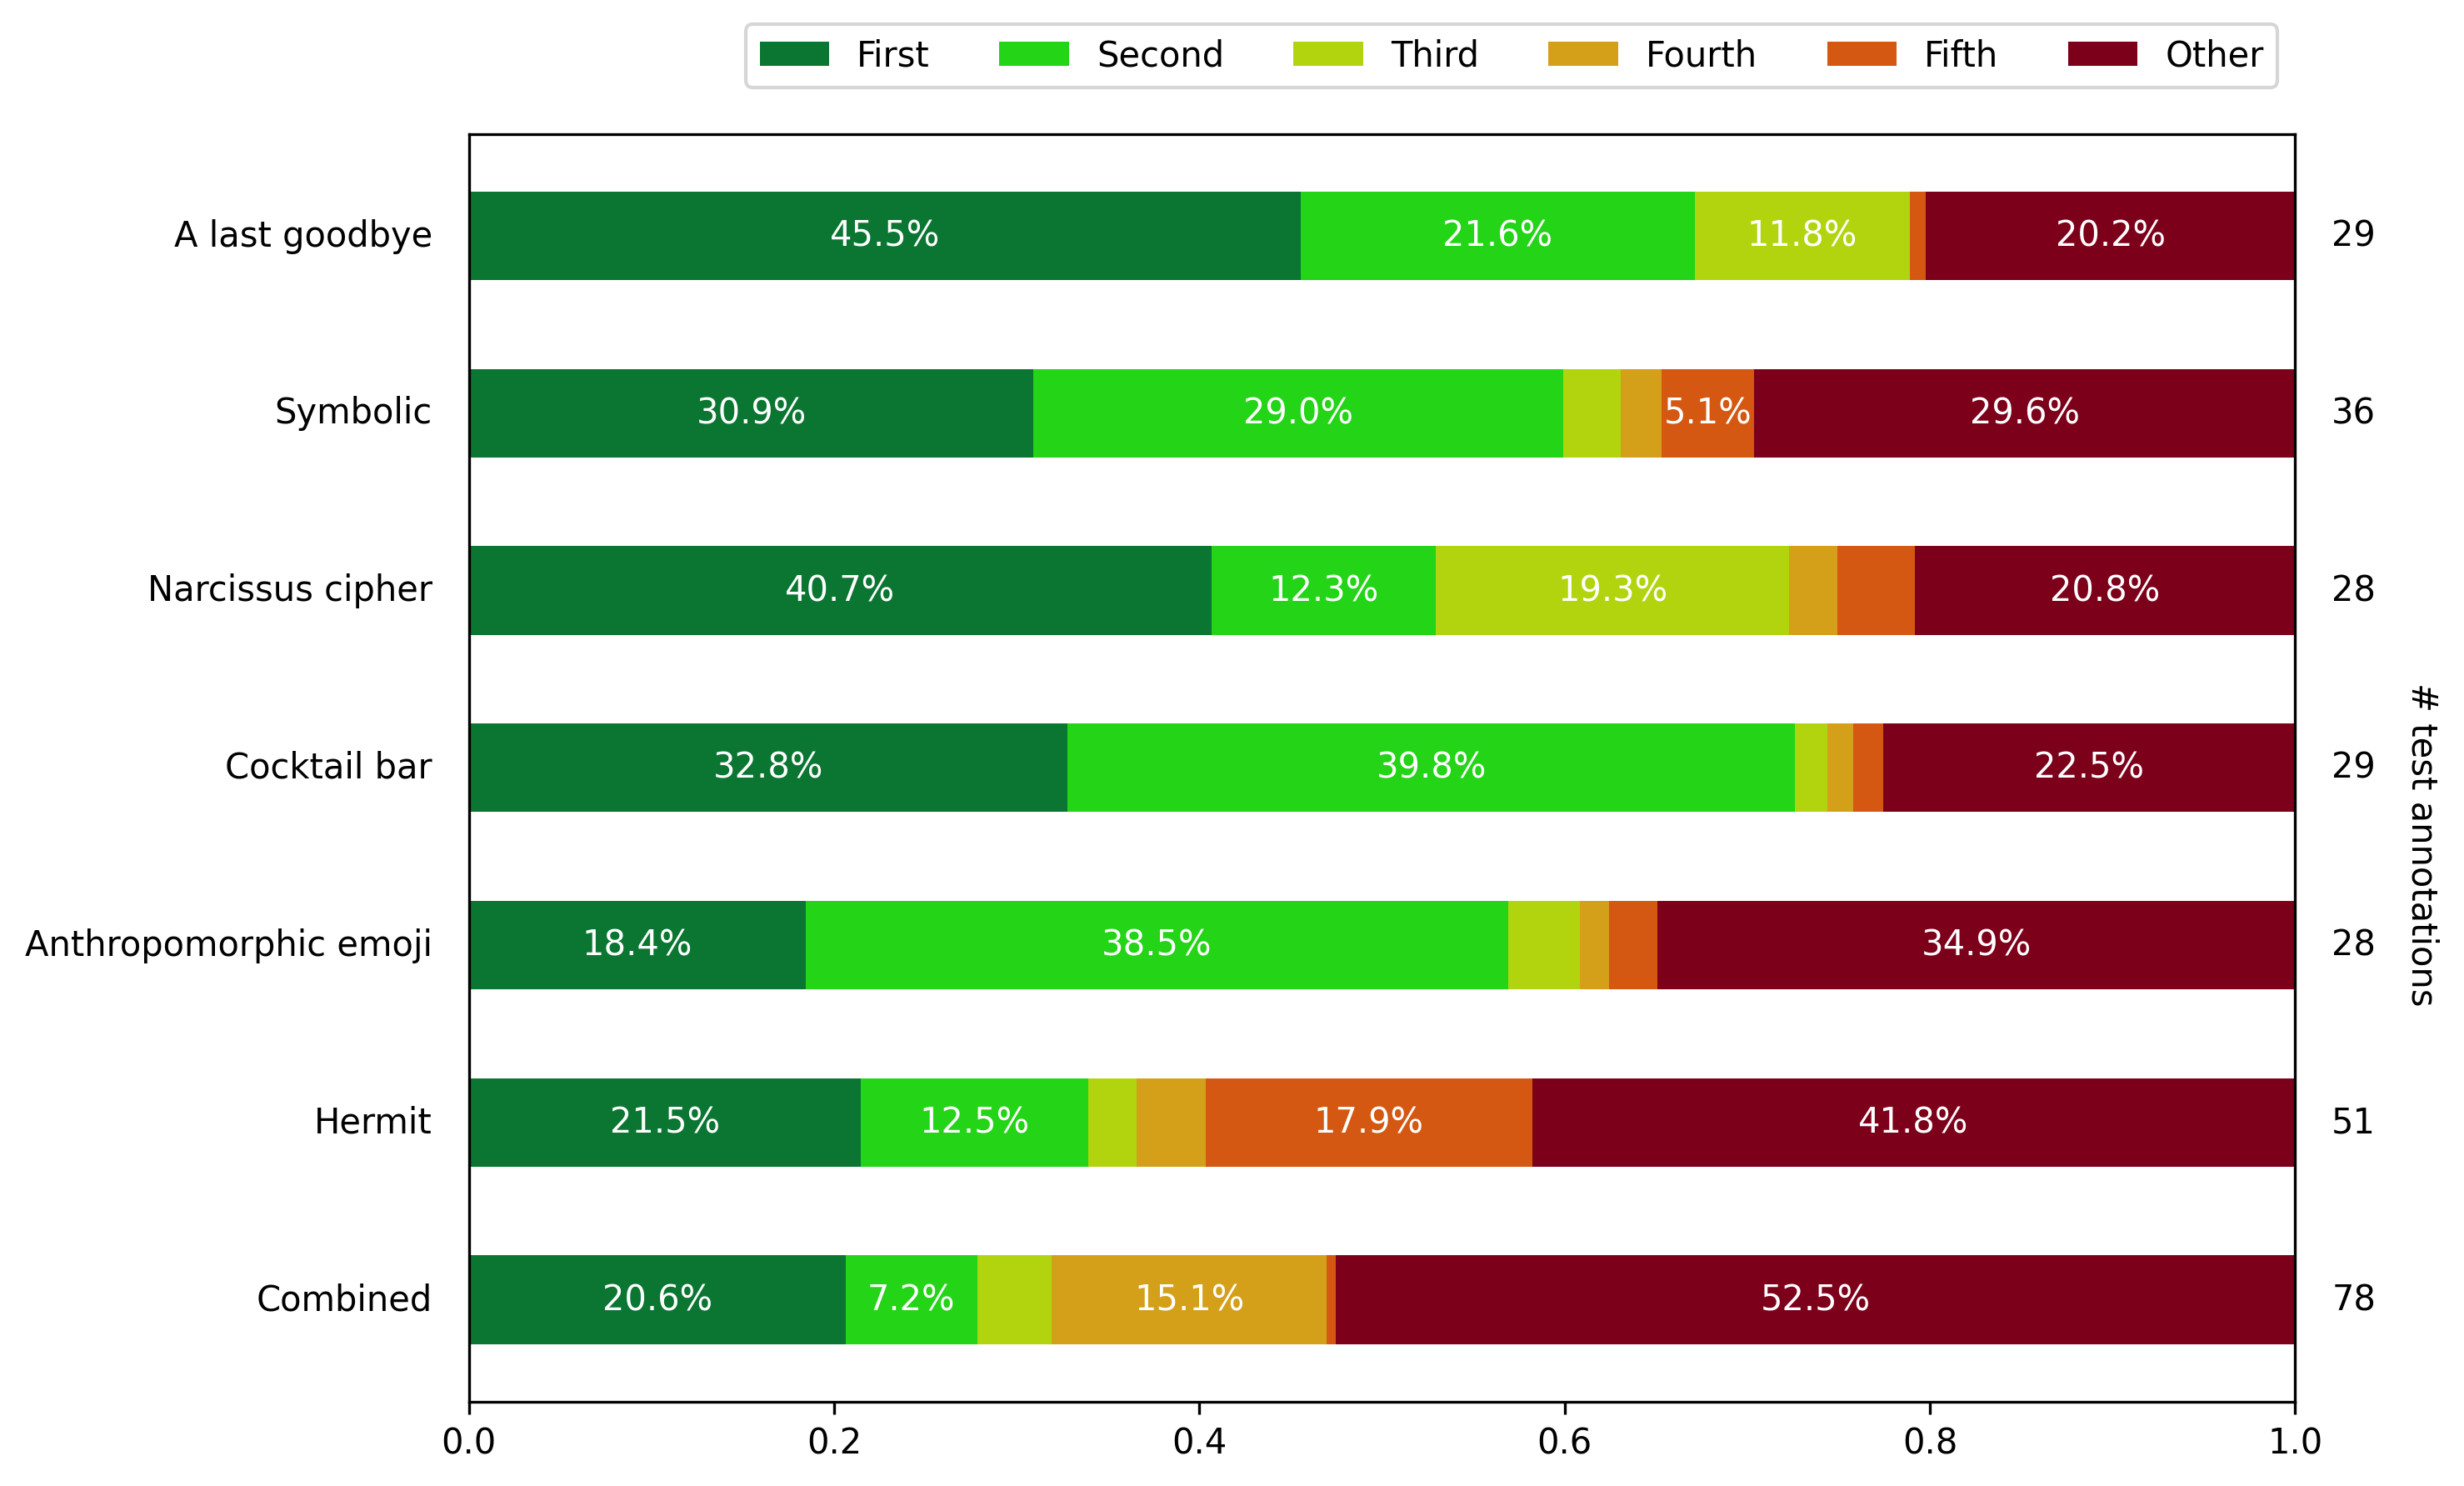 First Second Third Fourth Fifth Other
A last goodbye 45.5% 21.6% 11.8% 20.2% 29
Symbolic 30.9% 29.0% 5.1% 29.6% 36
Narcissus cipher 40.7% 12.3% 19.3% 20.8% 28
Cocktail bar 32.8% 39.8% 22.5% 29
Anthropomorphic emoji 18.4% 38.5% 34.9% 28
Hermit 21.5% 12.5% 17.9% 41.8% 51
Combined 20.6% 7.2% 15.1% 52.5% 78
0.0 0.2 0.4 0.6 0.8 1.0
# test annotations